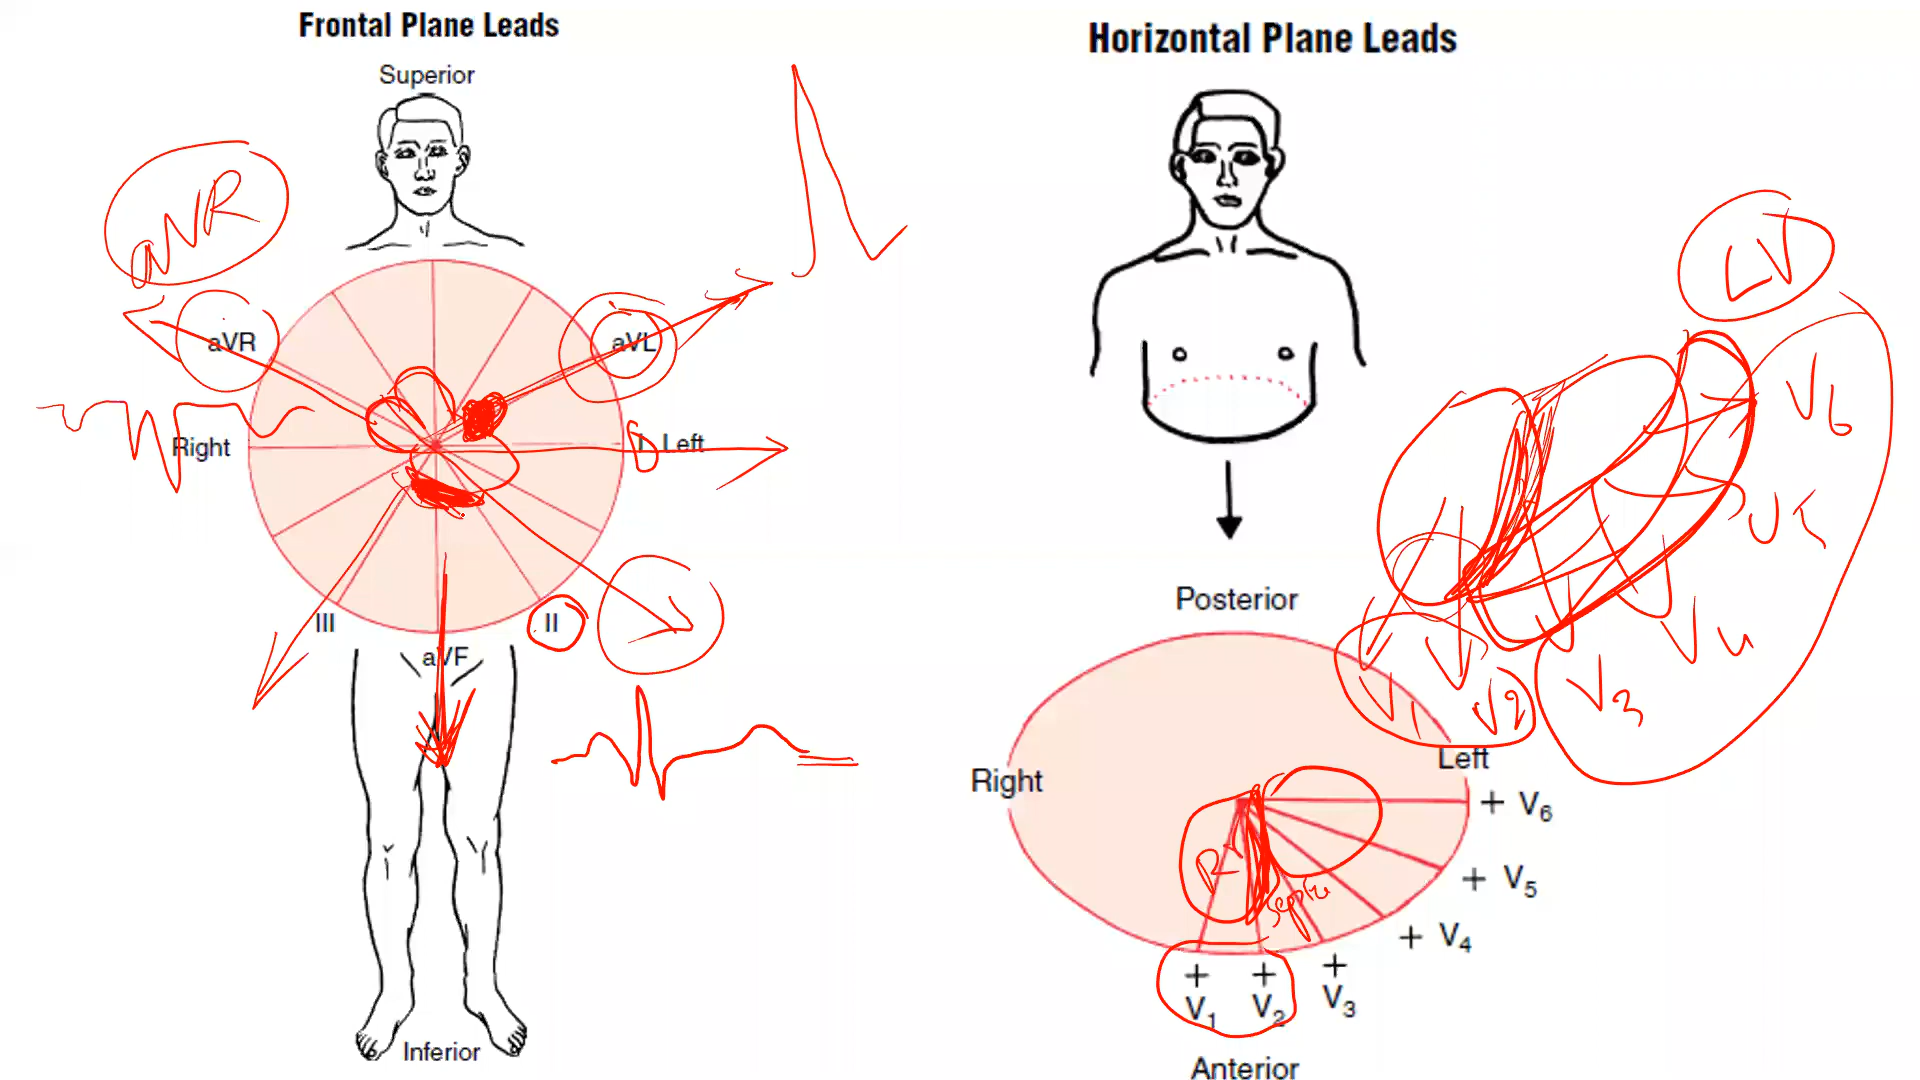 Frontal Plane Leads
Superior
aVR
aVR
aVL
Right
I Left
III
II
aVF
Inferior
Horizontal Plane Leads
LV
V6
V5
V4
V3
V1
V2
Posterior
Right
Left
R
+ V6
+ V5
+ V4
+ V3
+ V1
+ V2
Anterior